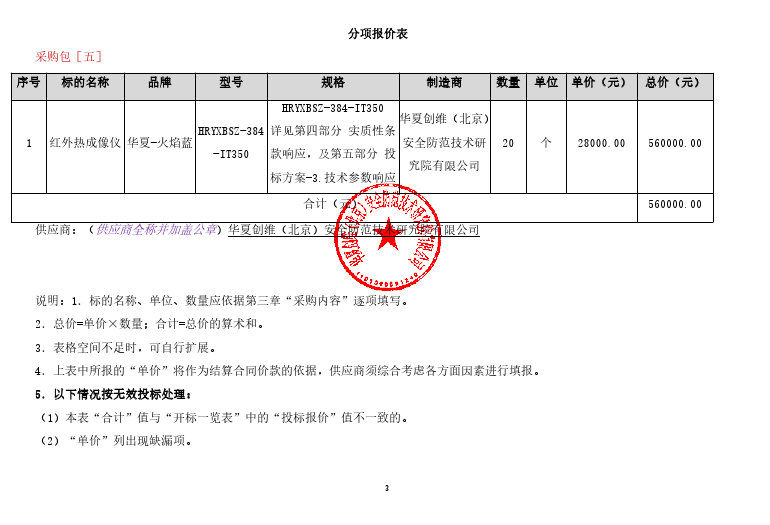 分项报价表
采购包［五］
序号 标的名称 品牌 型号 规格 制造商 数量 单位 单价（元） 总价（元）
1 红外热成像仪 华夏—火焰蓝 HRYXBSZ—384—IT350 HRYXBSZ—384—IT350 详见第四部分 实质性条款响应，及第五部分 投标方案—3.技术参数响应 华夏创维（北京）安全防范技术研究院有限公司 20 个 28000.00 560000.00
合计（元） 560000.00
供应商：（供应商全称并加盖公章）华夏创维（北京）安全防范技术研究院有限公司
说明：1. 标的名称、单位、数量应依据第三章“采购内容”逐项填写。
2．总价=单价×数量；合计=总价的算术和。
3．表格空间不足时，可自行扩展。
4．上表中所报的“单价”将作为结算合同价款的依据，供应商须综合考虑各方面因素进行填报。
5．以下情况按无效投标处理：
（1）本表“合计”值与“开标一览表”中的“投标报价”值不一致的。
（2）“单价”列出现缺漏项。
3